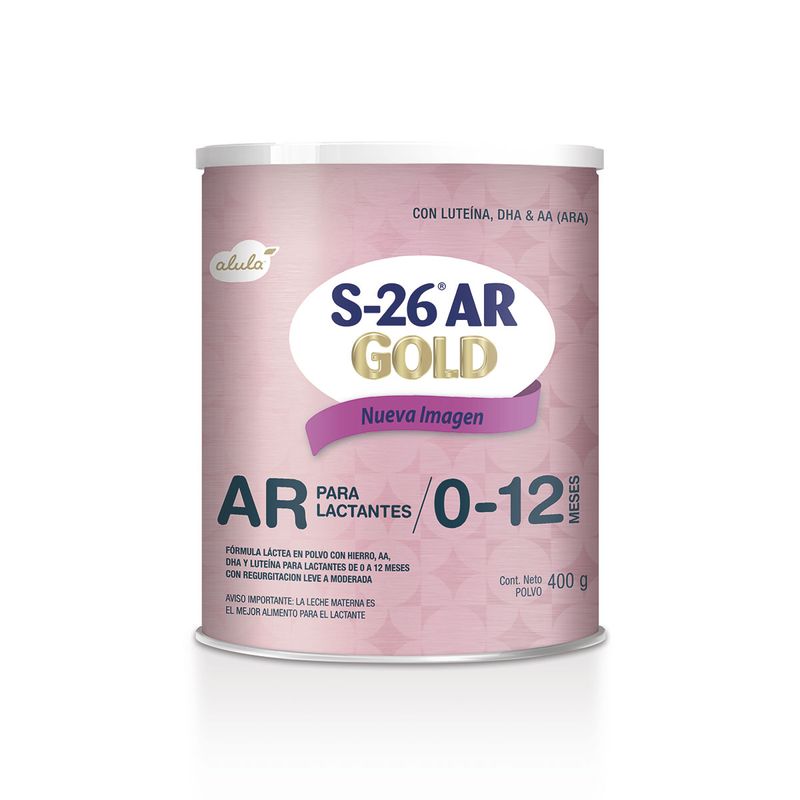 CON LUTEÍNA, DHA & AA (ARA)
alula
S-26® AR
GOLD
Nueva Imagen
AR PARA LACTANTES / 0-12 MESES
FÓRMULA LÁCTEA EN POLVO CON HIERRO, AA,
DHA Y LUTEÍNA PARA LACTANTES DE 0 A 12 MESES
CON REGURGITACION LEVE A MODERADA
Cont. Neto
POLVO 400 g
AVISO IMPORTANTE: LA LECHE MATERNA ES
EL MEJOR ALIMENTO PARA EL LACTANTE